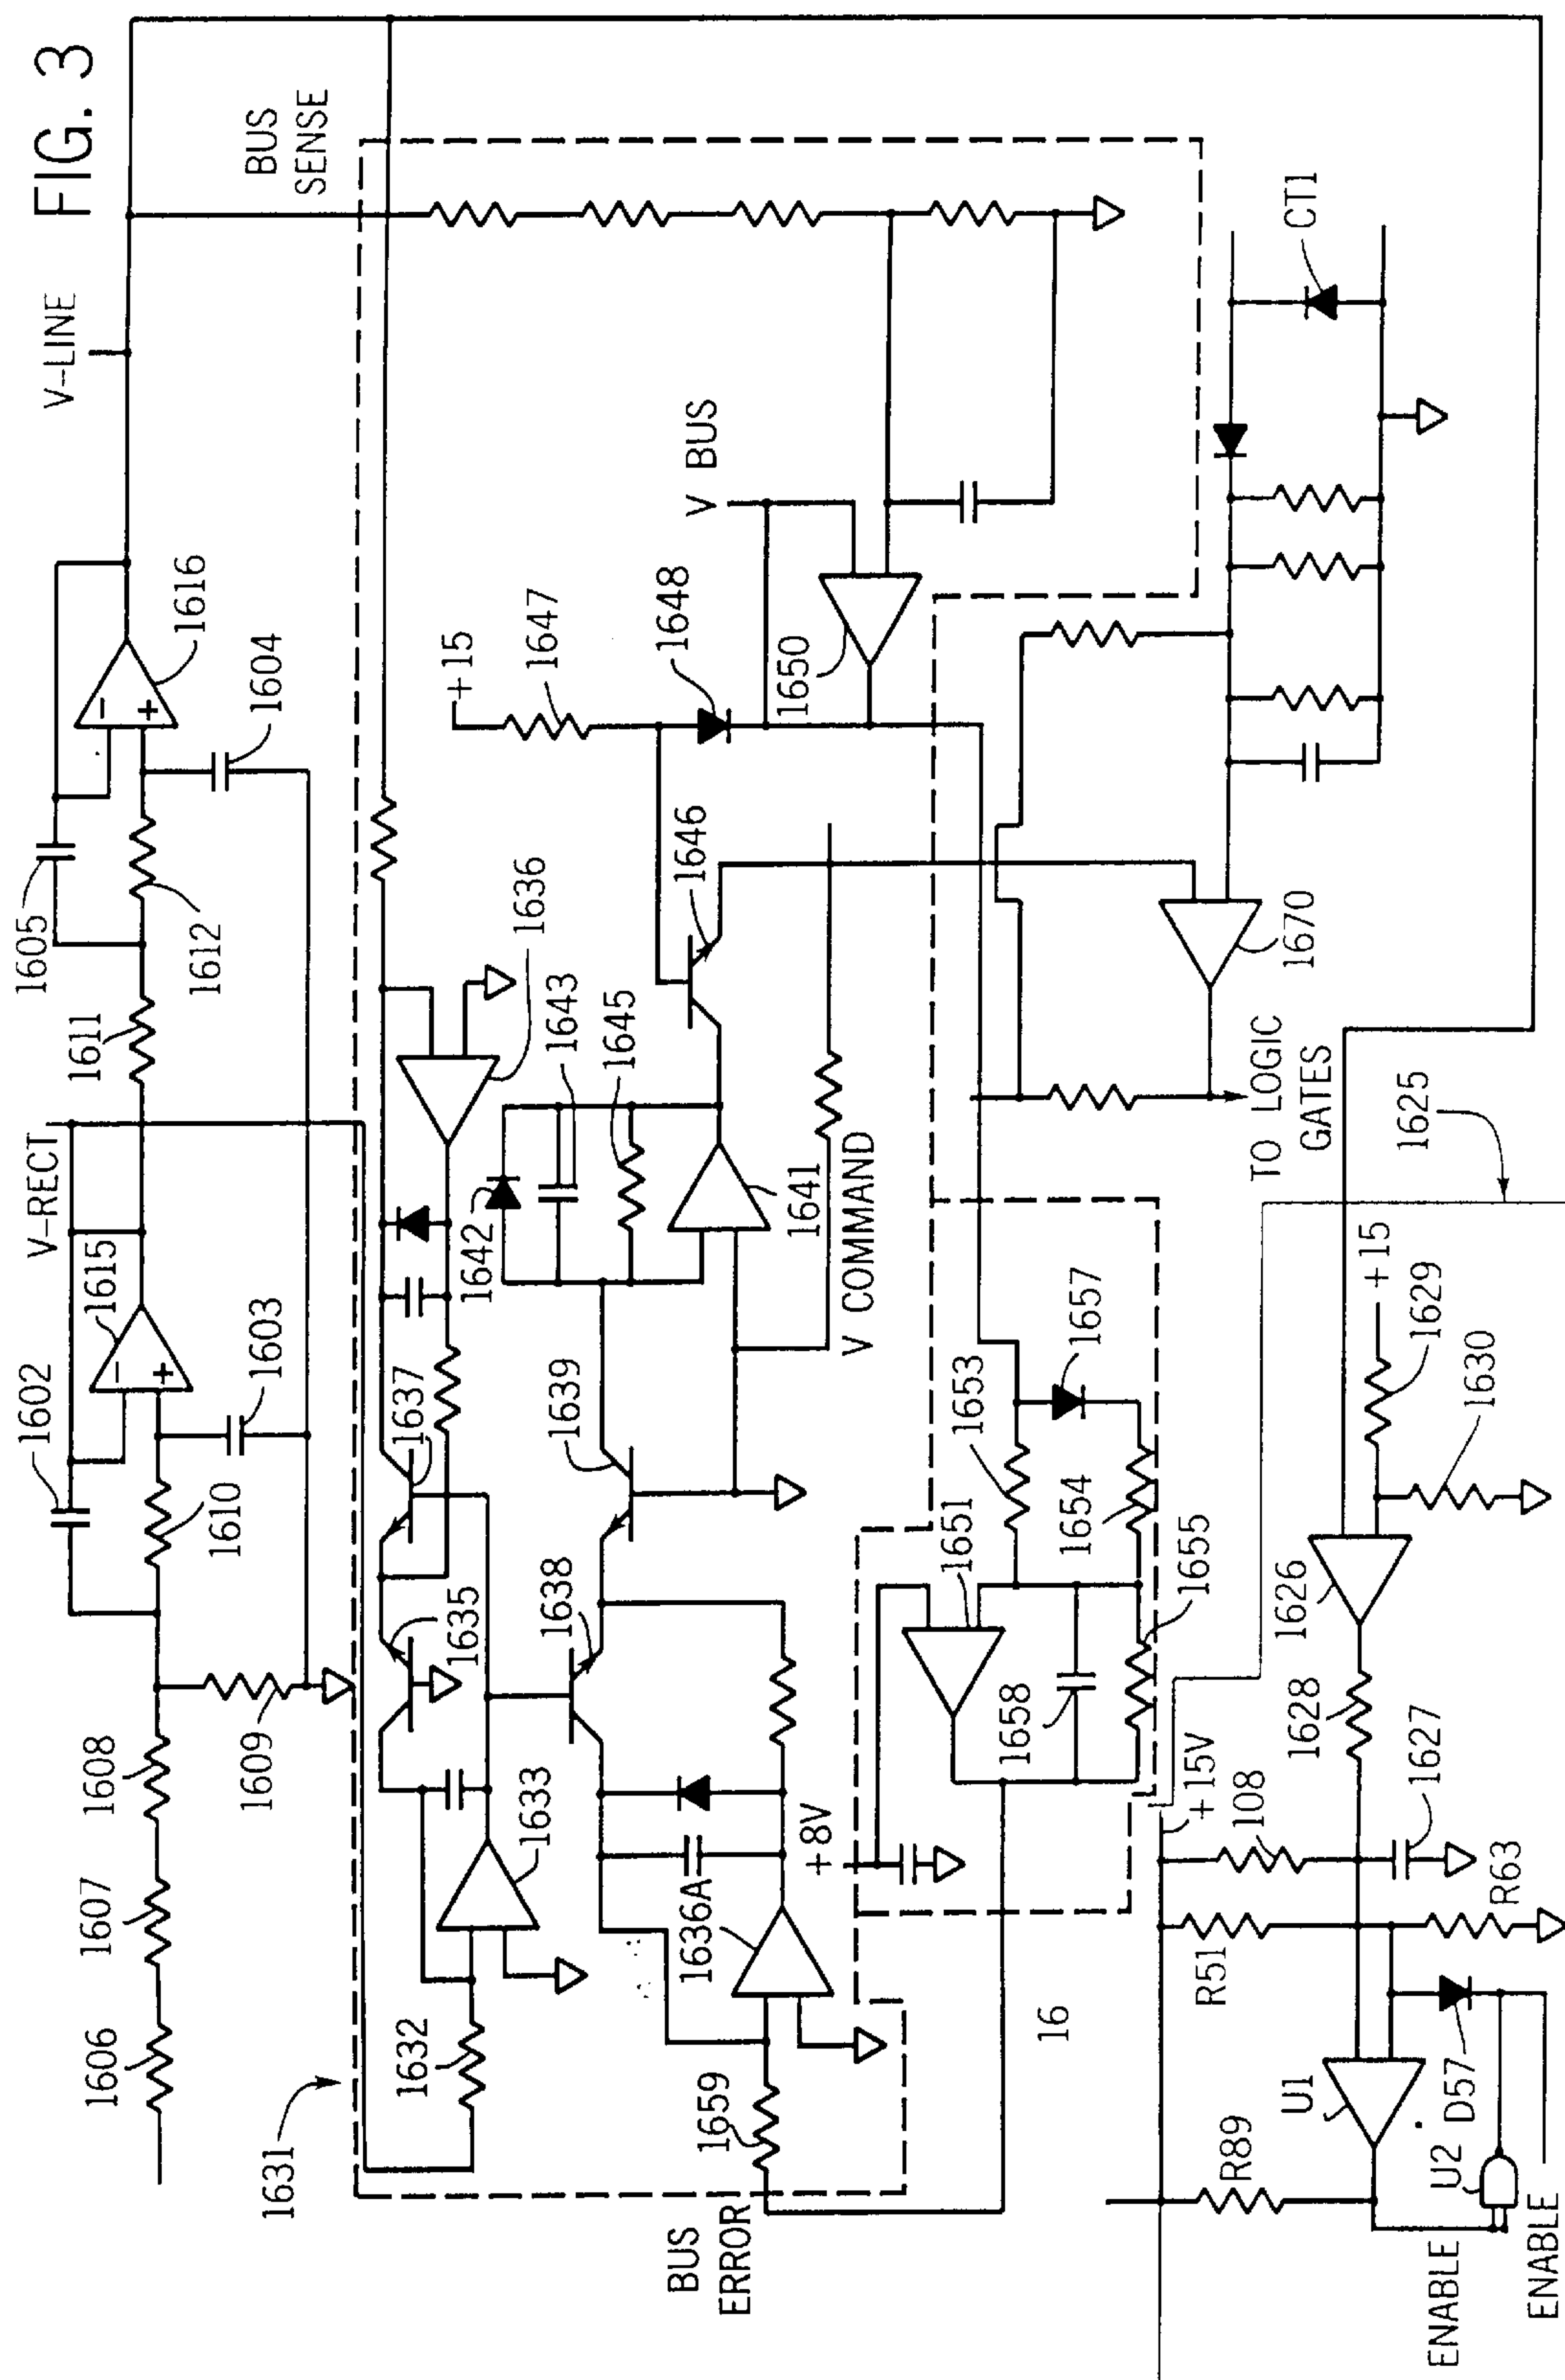 FIG. 3
1602
1605
V-RECT
V-LINE
1615
1616
-
+
-
+
1606
1607
1608
1610
1611
1612
1603
1604
1609
BUS
SENSE
1631
1632
1633
1635
1637
1636
1642
1643
1645
1638
1639
1641
1646
+15
1647
1648
V BUS
1650
1636A
1659
BUS
ERROR
+8V
V COMMAND
1651
1653
1657
1654
1655
1658
16
CT1
1670
TO LOGIC
GATES
1625
+15V
108
R51
R63
R89
U1
D57
U2
ENABLE
ENABLE
1628
1627
1626
+15
1629
1630